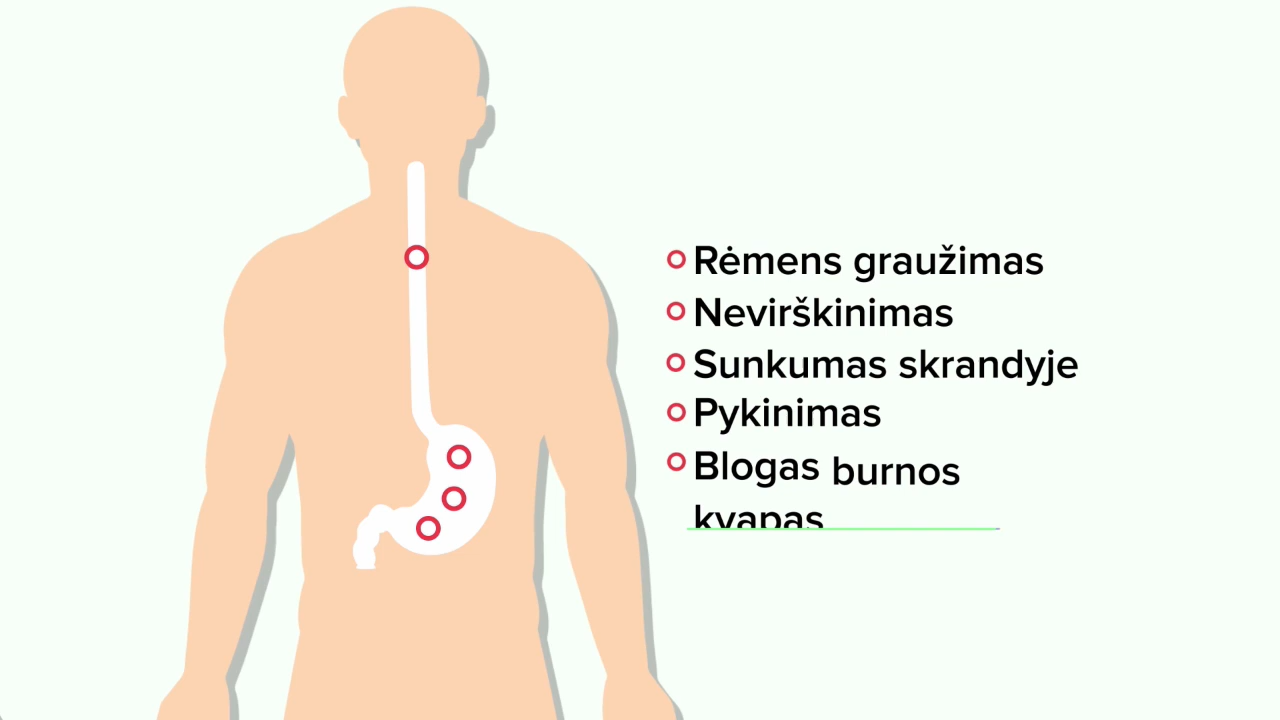 Rėmens graužimas
Nevirškinimas
Sunkumas skrandyje
Pykinimas
Blogas burnos
kvapas